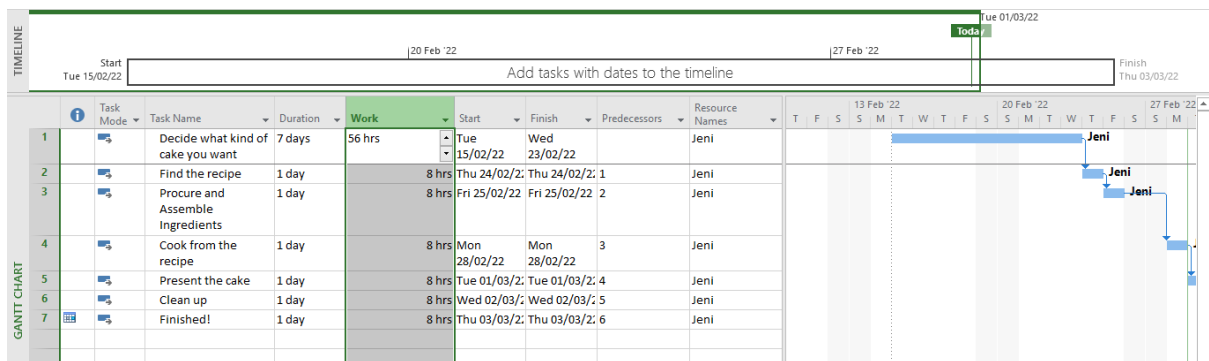 TIMELINE
Tue 01/03/22
Today
20 Feb '22
27 Feb '22
Start
Tue 15/02/22
Add tasks with dates to the timeline
Finish
Thu 03/03/22
GANTT CHART
Task Mode Task Name Duration Work Start Finish Predecessors Resource Names
13 Feb '22 20 Feb '22 27 Feb '22
T F S S M T W T F S S M T W T F S S M
1 Decide what kind of cake you want 7 days 56 hrs Tue 15/02/22 Wed 23/02/22 Jeni
2 Find the recipe 1 day 8 hrs Thu 24/02/2 Thu 24/02/2 1 Jeni
3 Procure and Assemble Ingredients 1 day 8 hrs Fri 25/02/22 Fri 25/02/22 2 Jeni
4 Cook from the recipe 1 day 8 hrs Mon 28/02/22 Mon 28/02/22 3 Jeni
5 Present the cake 1 day 8 hrs Tue 01/03/2 Tue 01/03/2 4 Jeni
6 Clean up 1 day 8 hrs Wed 02/03/ Wed 02/03/ 5 Jeni
7 Finished! 1 day 8 hrs Thu 03/03/2 Thu 03/03/2 6 Jeni
Jeni
Jeni
Jeni